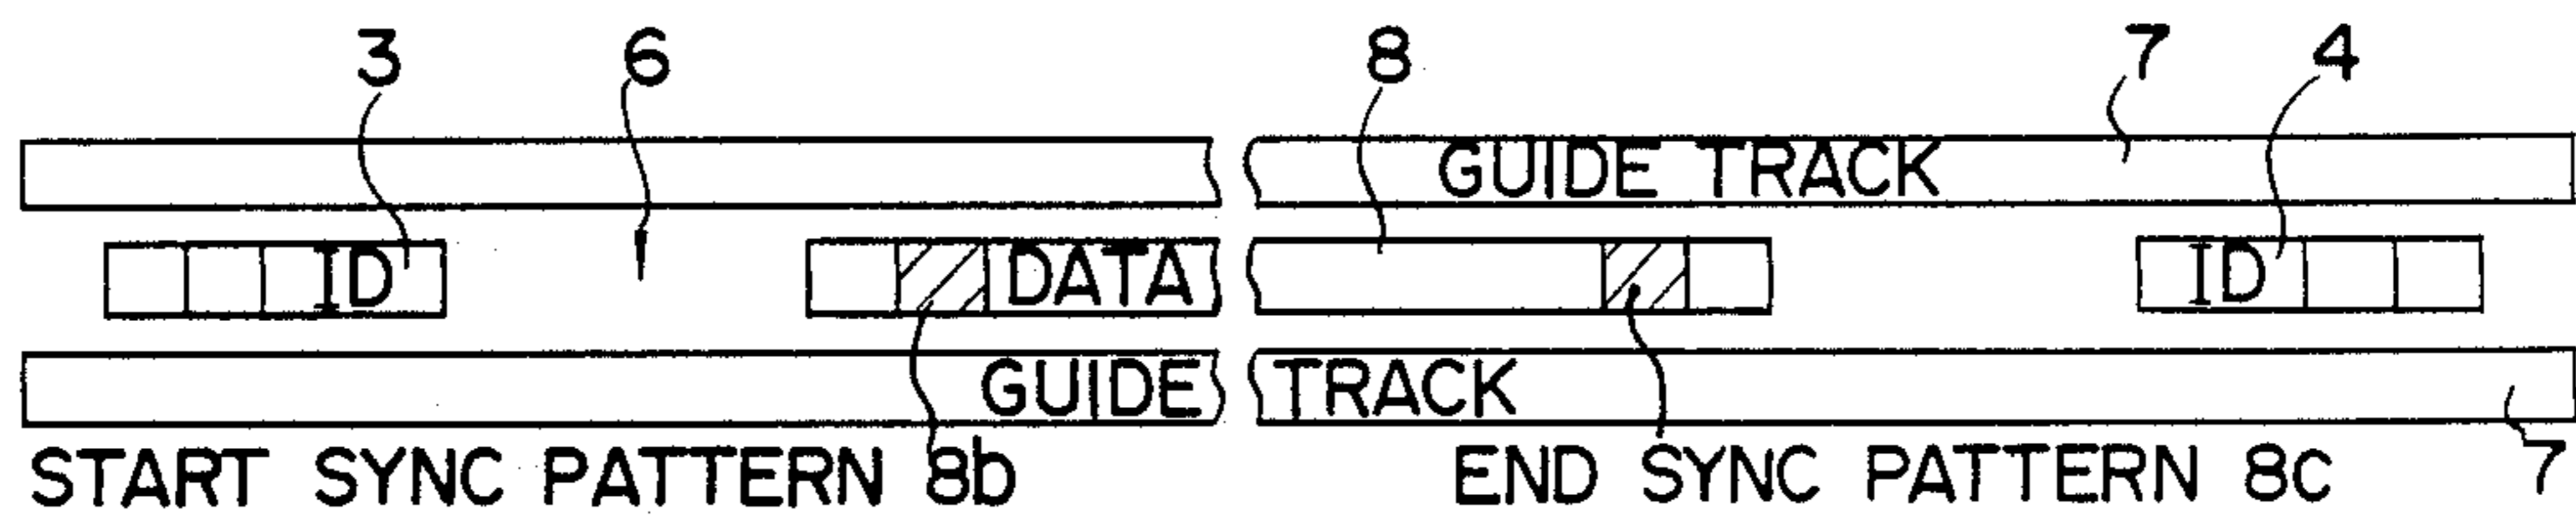 3 6 8 7 4
GUIDE TRACK
ID DATA ID
GUIDE TRACK
START SYNC PATTERN 8b END SYNC PATTERN 8c 7